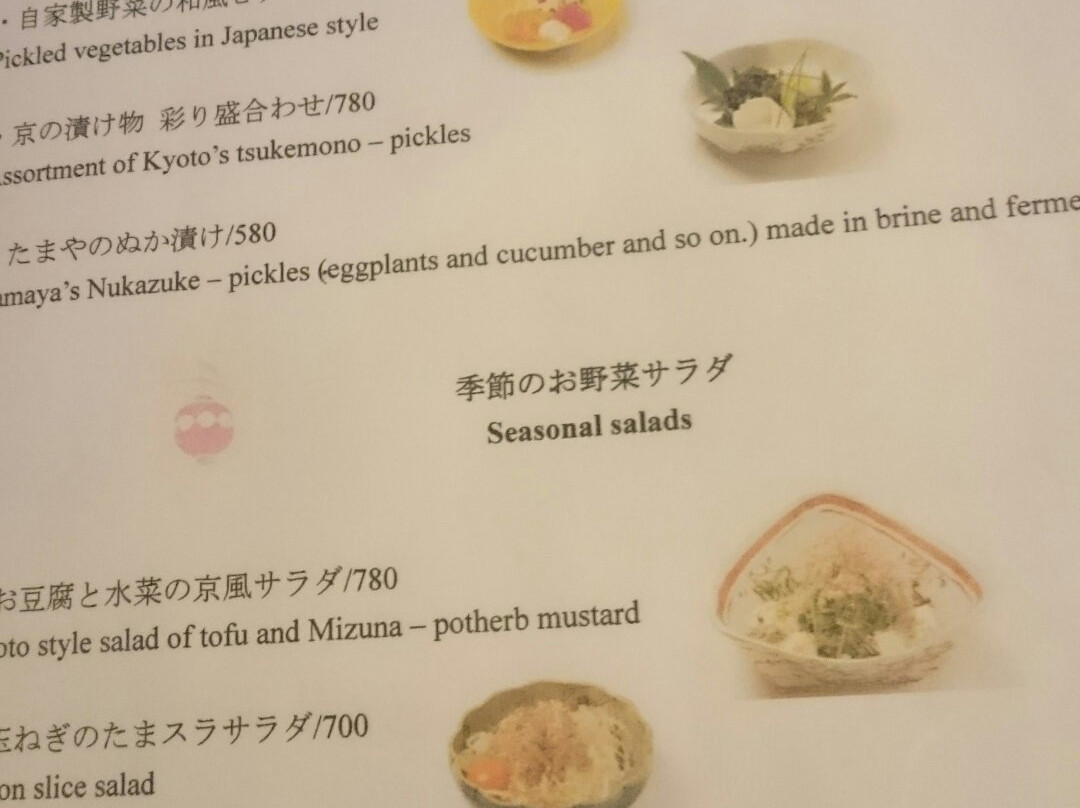 ・自家製野菜の和風ピ
Pickled vegetables in Japanese style
・京の漬け物 彩り盛合わせ/780
ssortment of Kyoto's tsukemono – pickles
たまやのぬか漬け/580
amaya's Nukazuke – pickles (eggplants and cucumber and so on.) made in brine and ferme
季節のお野菜サラダ
Seasonal salads
お豆腐と水菜の京風サラダ/780
oto style salad of tofu and Mizuna – potherb mustard
玉ねぎのたまスラサラダ/700
on slice salad